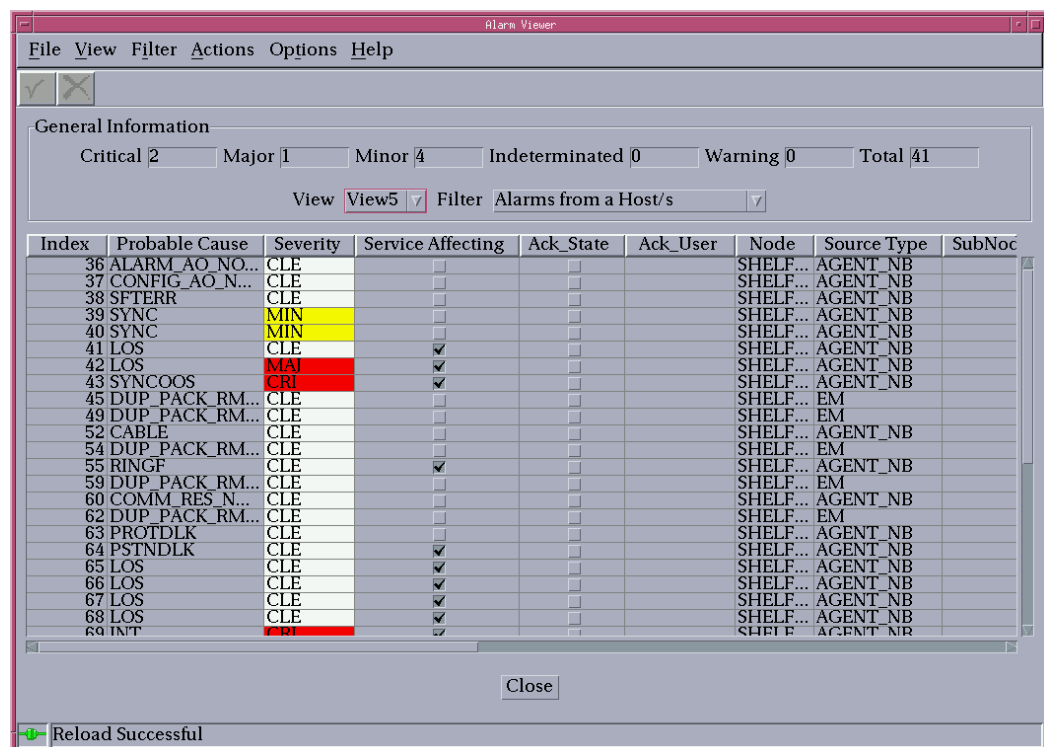 Alarm Viewer
File View Filter Actions Options Help
General Information
Critical 2 Major 1 Minor 4 Indeterminated 0 Warning 0 Total 41
View View5 Filter Alarms from a Host/s
Index Probable Cause Severity Service Affecting Ack_State Ack_User Node Source Type SubNoc
36 ALARM_AO_NO... CLE SHELF... AGENT_NB
37 CONFIG_AO_N... CLE SHELF... AGENT_NB
38 SFTERR CLE SHELF... AGENT_NB
39 SYNC MIN SHELF... AGENT_NB
40 SYNC MIN SHELF... AGENT_NB
41 LOS CLE SHELF... AGENT_NB
42 LOS MAJ SHELF... AGENT_NB
43 SYNCOOS CRI SHELF... AGENT_NB
45 DUP_PACK_RM... CLE SHELF... EM
49 DUP_PACK_RM... CLE SHELF... EM
52 CABLE CLE SHELF... AGENT_NB
54 DUP_PACK_RM... CLE SHELF... EM
55 RINGF CLE SHELF... AGENT_NB
59 DUP_PACK_RM... CLE SHELF... EM
60 COMM_RES_N... CLE SHELF... AGENT_NB
62 DUP_PACK_RM... CLE SHELF... EM
63 PROTDLK CLE SHELF... AGENT_NB
64 PSTNDLK CLE SHELF... AGENT_NB
65 LOS CLE SHELF... AGENT_NB
66 LOS CLE SHELF... AGENT_NB
67 LOS CLE SHELF... AGENT_NB
68 LOS CLE SHELF... AGENT_NB
69 INT CRI SHELF... AGENT_NB
Close
Reload Successful